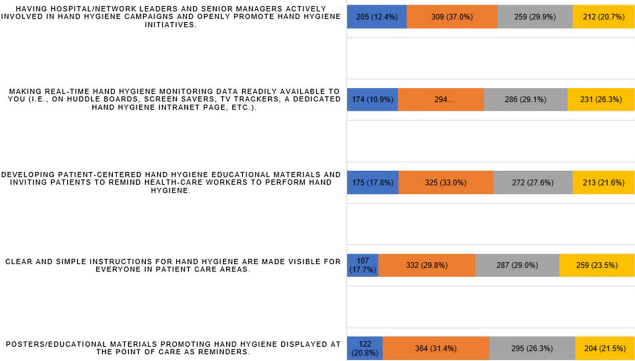 HAVING HOSPITAL/NETWORK LEADERS AND SENIOR MANAGERS ACTIVELY
INVOLVED IN HAND HYGIENE CAMPAIGNS AND OPENLY PROMOTE HAND HYGIENE
INITIATIVES.
205 (12.4%) 309 (37.0%) 259 (29.9%) 212 (20.7%)
MAKING REAL-TIME HAND HYGIENE MONITORING DATA READILY AVAILABLE TO
YOU (I.E., ON HUDDLE BOARDS, SCREEN SAVERS, TV TRACKERS, A DEDICATED
HAND HYGIENE INTRANET PAGE, ETC.).
174 (10.9%) 294... 286 (29.1%) 231 (26.3%)
DEVELOPING PATIENT-CENTERED HAND HYGIENE EDUCATIONAL MATERIALS AND
INVITING PATIENTS TO REMIND HEALTH-CARE WORKERS TO PERFORM HAND
HYGIENE.
175 (17.8%) 325 (33.0%) 272 (27.6%) 213 (21.6%)
CLEAR AND SIMPLE INSTRUCTIONS FOR HAND HYGIENE ARE MADE VISIBLE FOR
EVERYONE IN PATIENT CARE AREAS.
107
(17.7%) 332 (29.8%) 287 (29.0%) 259 (23.5%)
POSTERS/EDUCATIONAL MATERIALS PROMOTING HAND HYGIENE DISPLAYED AT
THE POINT OF CARE AS REMINDERS.
122
(20.8%) 364 (31.4%) 295 (26.3%) 204 (21.5%)